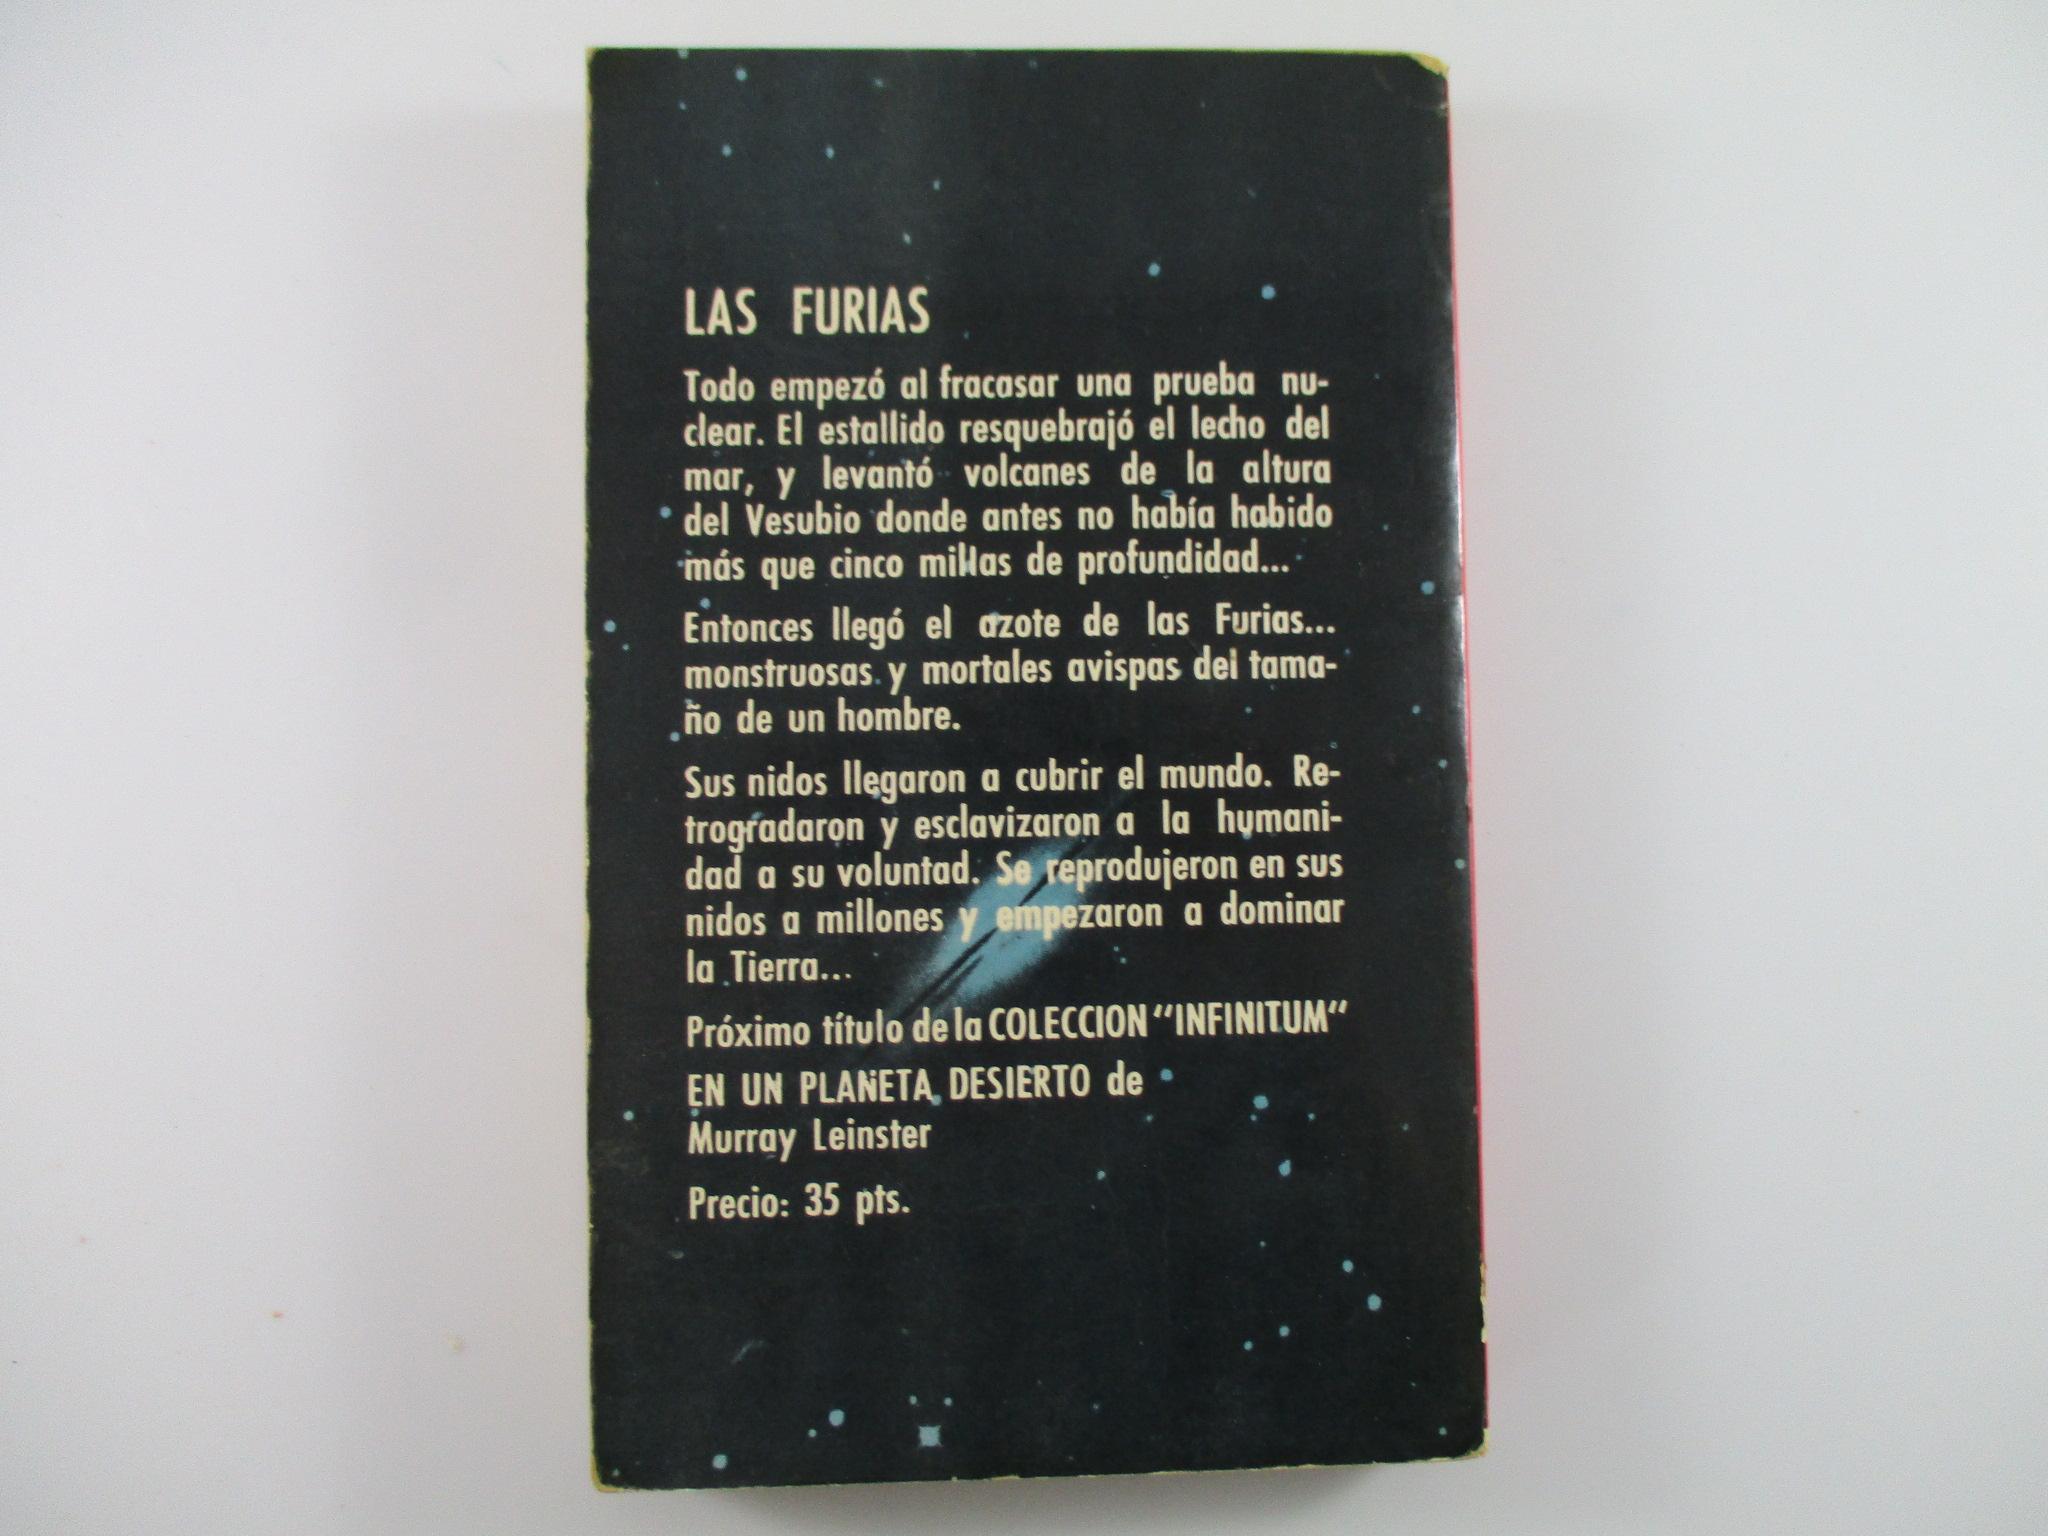 LAS FURIAS
Todo empezó al fracasar una prueba nu-
clear. El estallido resquebrajó el lecho del
mar, y levantó volcanes de la altura
del Vesubio donde antes no había habido
más que cinco millas de profundidad...
Entonces llegó el azote de las Furias...
monstruosas y mortales avispas del tama-
ño de un hombre.
Sus nidos llegaron a cubrir el mundo. Re-
trogradaron y esclavizaron a la humani-
dad a su voluntad. Se reprodujeron en sus
nidos a millones y empezaron a dominar
la Tierra...
Próximo título de la COLECCION "INFINITUM"
EN UN PLANETA DESIERTO de
Murray Leinster
Precio: 35 pts.